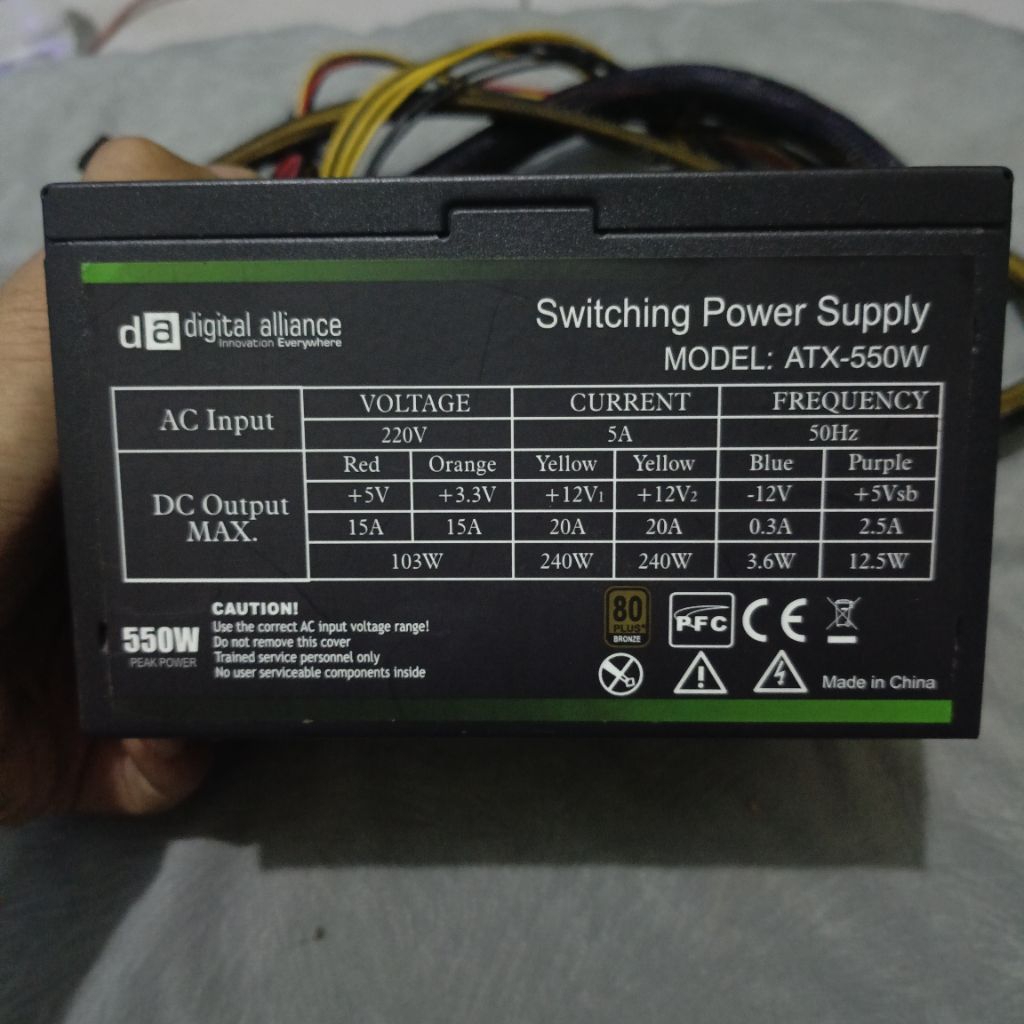 da digital alliance
Innovation Everywhere
Switching Power Supply
MODEL: ATX-550W
AC Input VOLTAGE CURRENT FREQUENCY
220V 5A 50Hz
DC Output MAX. Red Orange Yellow Yellow Blue Purple
+5V +3.3V +12V1 +12V2 -12V +5Vsb
15A 15A 20A 20A 0.3A 2.5A
103W 240W 240W 3.6W 12.5W
550W
PEAK POWER
CAUTION!
Use the correct AC input voltage range!
Do not remove this cover
Trained service personnel only
No user serviceable components inside
80
PLUS
BRONZE
PFC
CE
Made in China